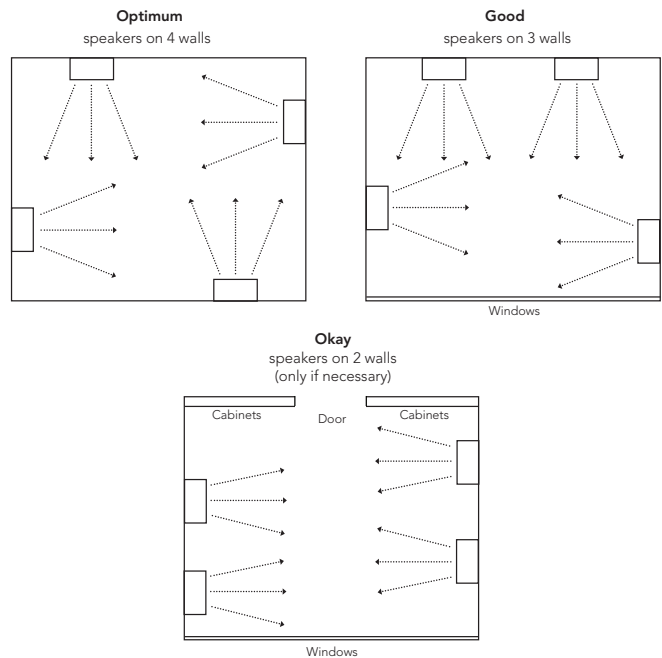 Optimum
speakers on 4 walls
Good
speakers on 3 walls
Windows
Okay
speakers on 2 walls
(only if necessary)
Cabinets
Door
Cabinets
Windows